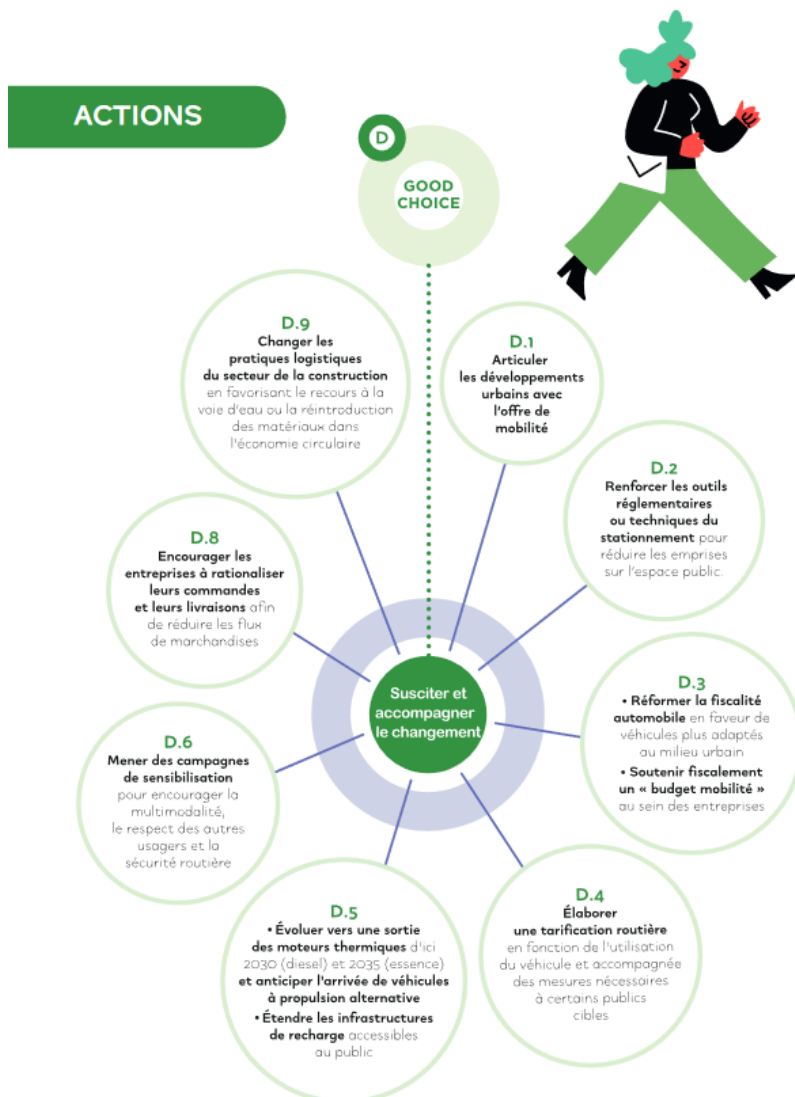 ACTIONS
D
GOOD
CHOICE
D.9
Changer les
pratiques logistiques
du secteur de la construction
en favorisant le recours à la
voie d'eau ou la réintroduction
des matériaux dans
l'économie circulaire
D.1
Articuler
les développements
urbains avec
l'offre de
mobilité
D.2
Renforcer les outils
réglementaires
ou techniques du
stationnement pour
réduire les emprises
sur l'espace public.
D.8
Encourager les
entreprises à rationaliser
leurs commandes
et leurs livraisons afin
de réduire les flux
de marchandises
Susciter et
accompagner
le changement
D.3
• Réformer la fiscalité
automobile en faveur de
véhicules plus adaptés
au milieu urbain
• Soutenir fiscalement
un « budget mobilité »
au sein des entreprises
D.6
Mener des campagnes
de sensibilisation
pour encourager la
multimodalité,
le respect des autres
usagers et la
sécurité routière
D.5
• Évoluer vers une sortie
des moteurs thermiques d'ici
2030 (diesel) et 2035 (essence)
et anticiper l'arrivée de véhicules
à propulsion alternative
• Étendre les infrastructures
de recharge accessibles
au public
D.4
Élaborer
une tarification routière
en fonction de l'utilisation
du véhicule et accompagnée
des mesures nécessaires
à certains publics
cibles